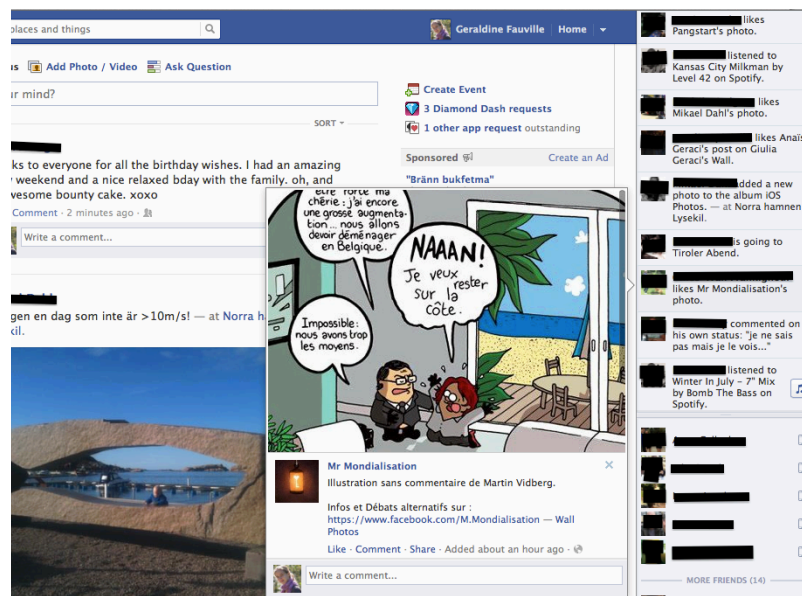 places and things
Geraldine Fauville
Home
us Add Photo / Video Ask Question
ur mind?
SORT
ks to everyone for all the birthday wishes. I had an amazing
weekend and a nice relaxed bday with the family. oh, and
wesome bounty cake. xoxo
Comment · 2 minutes ago ·
Write a comment...
gen en dag som inte är >10m/s! — at Norra h
kil.
Create Event
3 Diamond Dash requests
1 other app request outstanding
Sponsored
Create an Ad
"Bränn bukfetma"
être forte ma
chérie : j'ai encore
une grosse augmenta-
tion... nous allons
devoir déménager
en Belgique.
NAAAN!
Je veux
rester
sur la
côte.
Impossible:
nous avons trop
les moyens.
Mr Mondialisation
Illustration sans commentaire de Martin Vidberg.
Infos et Débats alternatifs sur :
https://www.facebook.com/M.Mondialisation — Wall
Photos
Like · Comment · Share · Added about an hour ago ·
Write a comment...
likes
Pangstart's photo.
listened to
Kansas City Milkman by
Level 42 on Spotify.
likes
Mikael Dahl's photo.
likes Anaïs
Geraci's post on Giulia
Geraci's Wall.
added a new
photo to the album iOS
Photos. — at Norra hamnen
Lysekil.
is going to
Tiroler Abend.
likes Mr Mondialisation's
photo.
commented on
his own status: "je ne sais
pas mais je le vois..."
listened to
Winter In July – 7" Mix
by Bomb The Bass on
Spotify.
MORE FRIENDS (14)